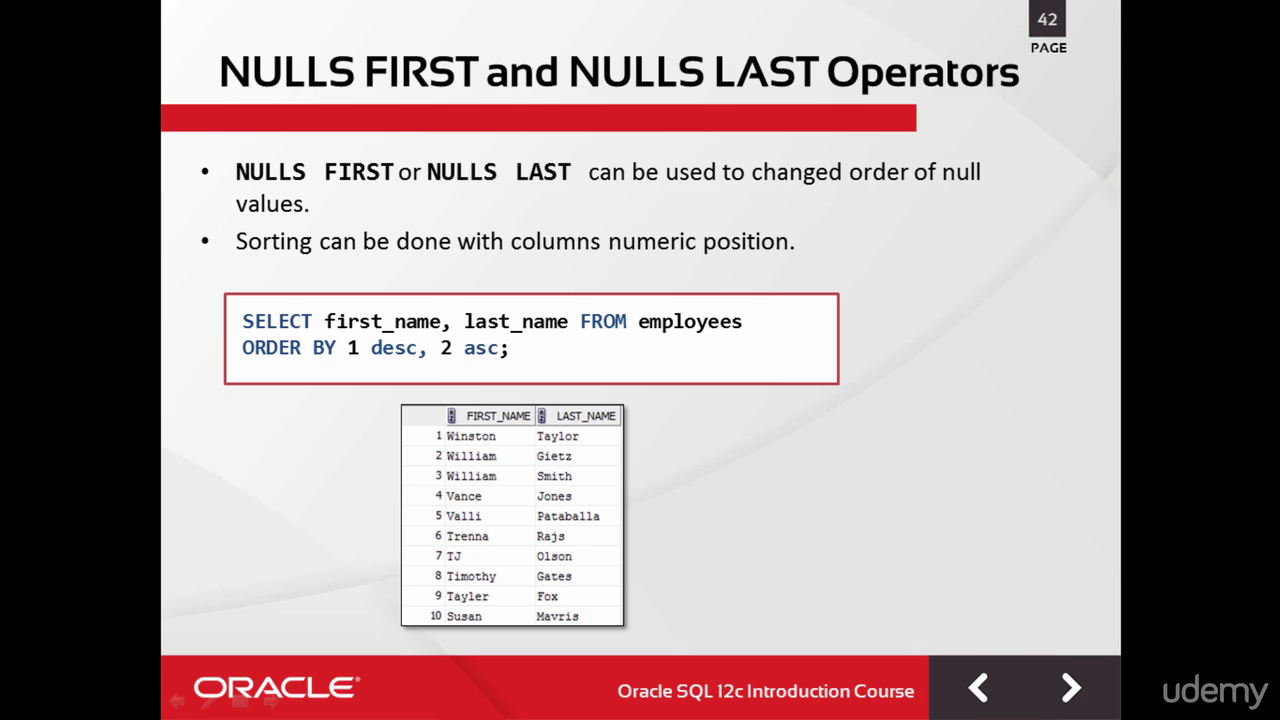 42
PAGE
NULLS FIRST and NULLS LAST Operators
• NULLS FIRST or NULLS LAST can be used to changed order of null
values.
• Sorting can be done with columns numeric position.
SELECT first_name, last_name FROM employees
ORDER BY 1 desc, 2 asc;
FIRST_NAME LAST_NAME
1 Winston Taylor
2 William Gietz
3 William Smith
4 Vance Jones
5 Valli Pataballa
6 Trenna Rajs
7 TJ Olson
8 Timothy Gates
9 Tayler Fox
10 Susan Mavris
ORACLE®
Oracle SQL 12c Introduction Course
udemy